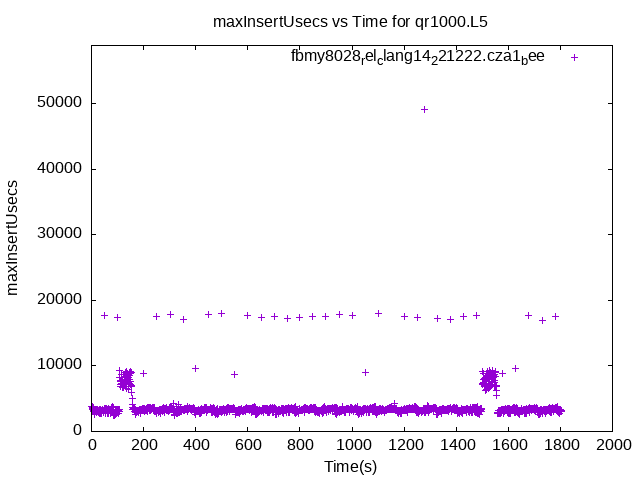 maxInsertUsecs vs Time for qr1000.L5
fbmy8028relclang14221222.cza1bee
50000
40000
30000
20000
10000
0
maxInsertUsecs
0 200 400 600 800 1000 1200 1400 1600 1800 2000
Time(s)